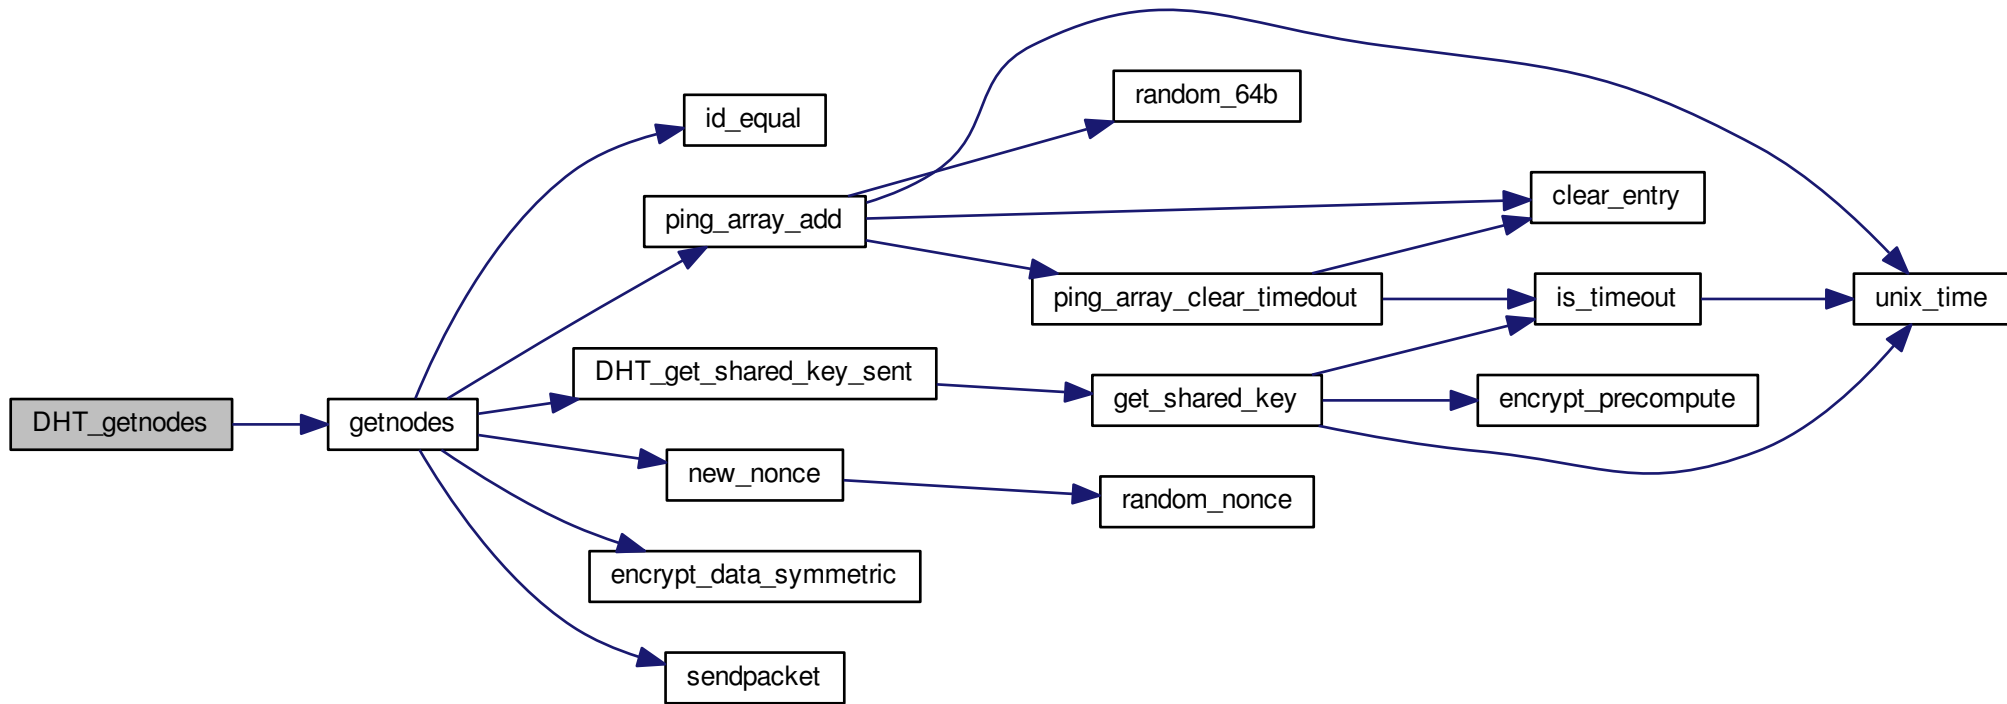 DHT_getnodes
getnodes
id_equal
ping_array_add
DHT_get_shared_key_sent
new_nonce
encrypt_data_symmetric
sendpacket
random_64b
ping_array_clear_timedout
get_shared_key
random_nonce
clear_entry
is_timeout
encrypt_precompute
unix_time